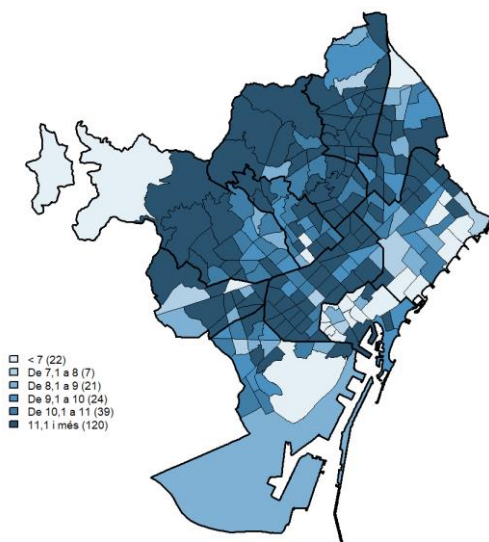 < 7 (22)
De 7,1 a 8 (7)
De 8,1 a 9 (21)
De 9,1 a 10 (24)
De 10,1 a 11 (39)
11,1 i més (120)